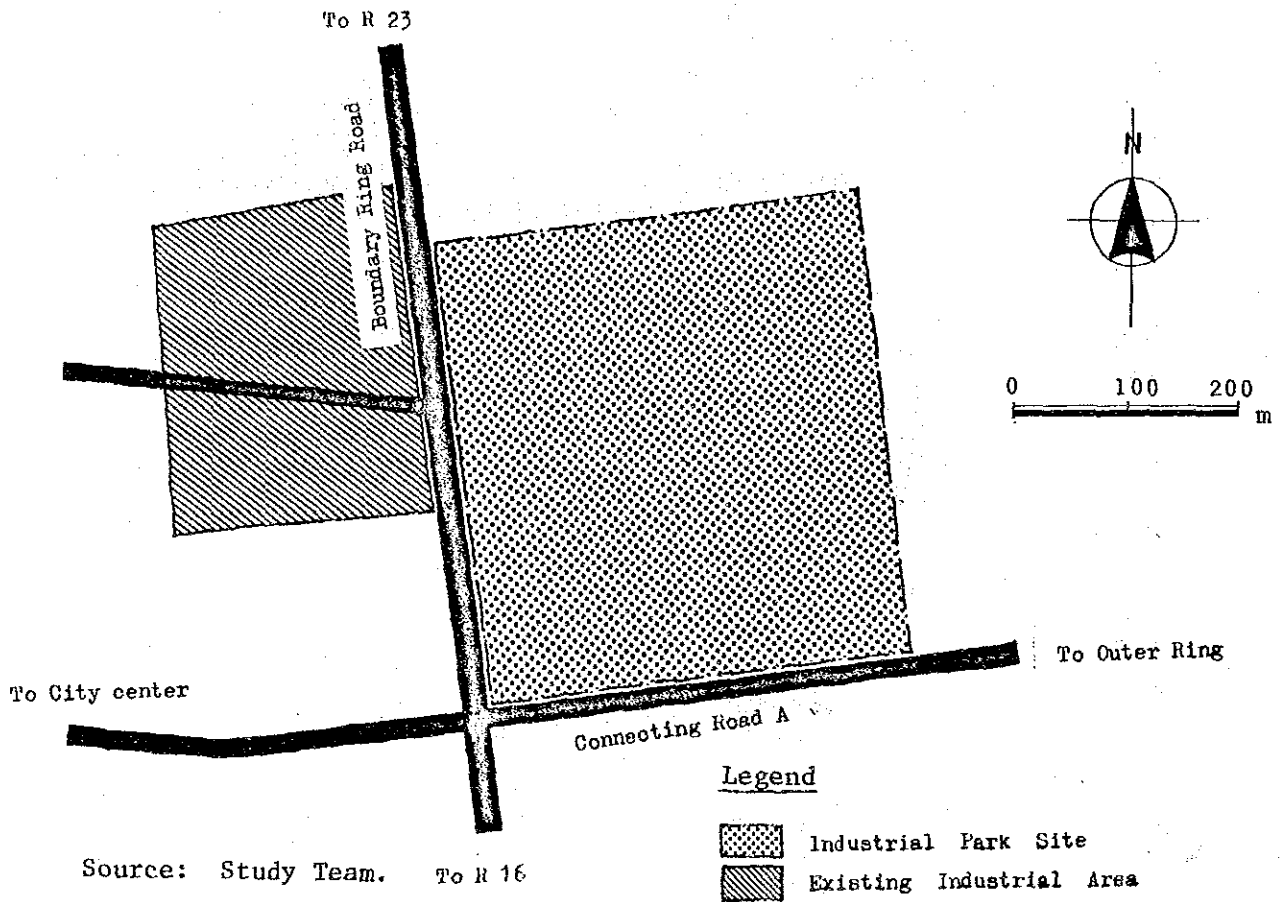 To R 23
Boundary Ring Road
N
0 100 200
m
To City center
To Outer Ring
Connecting Road A
Legend
Industrial Park Site
Existing Industrial Area
Source: Study Team.
To R 16